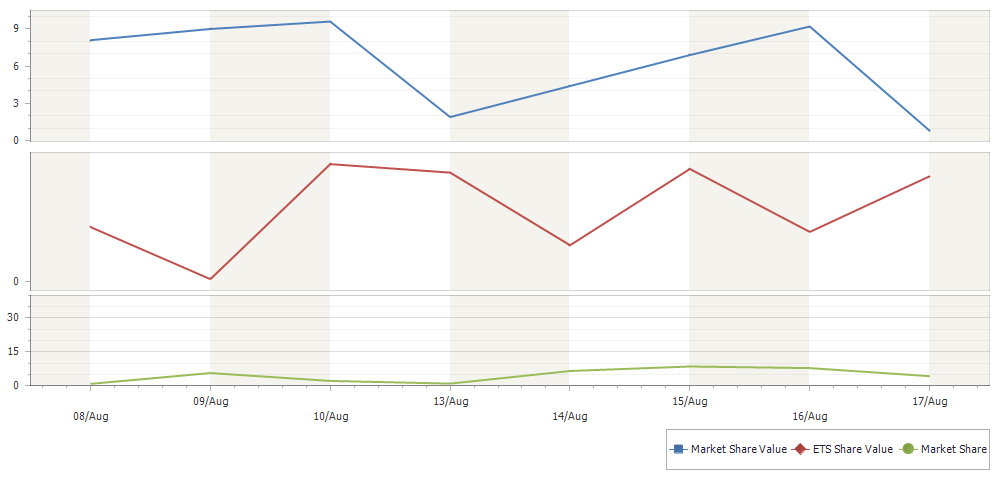 9
6
3
0
0
30
15
0
08/Aug
09/Aug
10/Aug
13/Aug
14/Aug
15/Aug
16/Aug
17/Aug
Market Share Value ETS Share Value Market Share